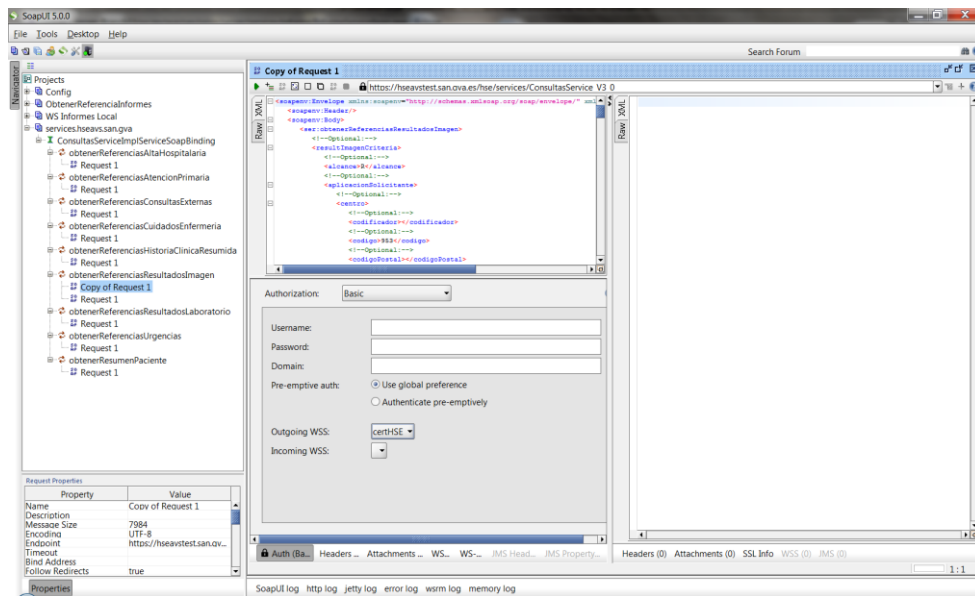 SoapUI 5.0.0
File Tools Desktop Help
Search Forum
Navigator
Projects
Config
ObtenerReferenciaInformes
WS Informes Local
services.hseavs.san.gva
ConsultasServiceImplServiceSoapBinding
obtenerReferenciasAltaHospitalaria
Request 1
obtenerReferenciasAtencionPrimaria
Request 1
obtenerReferenciasConsultasExternas
Request 1
obtenerReferenciasCuidadosEnfermeria
Request 1
obtenerReferenciasHistoriaClinicaResumida
Request 1
obtenerReferenciasResultadosImagen
Copy of Request 1
Request 1
obtenerReferenciasResultadosLaboratorio
Request 1
obtenerReferenciasUrgencias
Request 1
obtenerResumenPaciente
Request 1
Request Properties
Property Value
Name Copy of Request 1
Description
Message Size 7984
Encoding UTF-8
Endpoint https://hseavstest.san.gv...
Timeout
Bind Address
Follow Redirects true
Properties
Copy of Request 1
https://hseavstest.san.gva.es/hse/services/ConsultasService_V3_0
XML
Raw
<soapenv:Envelope xmlns:soapenv="http://schemas.xmlsoap.org/soap/envelope/" xml
<soapenv:Header/>
<soapenv:Body>
<ser:obtenerReferenciasResultadosImagen>
<!--Optional:-->
<resultImagenCriteria>
<!--Optional:-->
<alcance>R</alcance>
<!--Optional:-->
<aplicacionSolicitante>
<!--Optional:-->
<centro>
<!--Optional:-->
<codificador></codificador>
<!--Optional:-->
<codigo>953</codigo>
<!--Optional:-->
<codigoPostal></codigoPostal>
Authorization: Basic
Username:
Password:
Domain:
Pre-emptive auth: Use global preference
Authenticate pre-emptively
Outgoing WSS: certHSE
Incoming WSS:
Auth (Ba... Headers ... Attachments ... WS... WS-... JMS Head... JMS Property...
XML
Raw
Headers (0) Attachments (0) SSL Info WSS (0) JMS (0)
1:1
SoapUI log http log jetty log error log wsrm log memory log